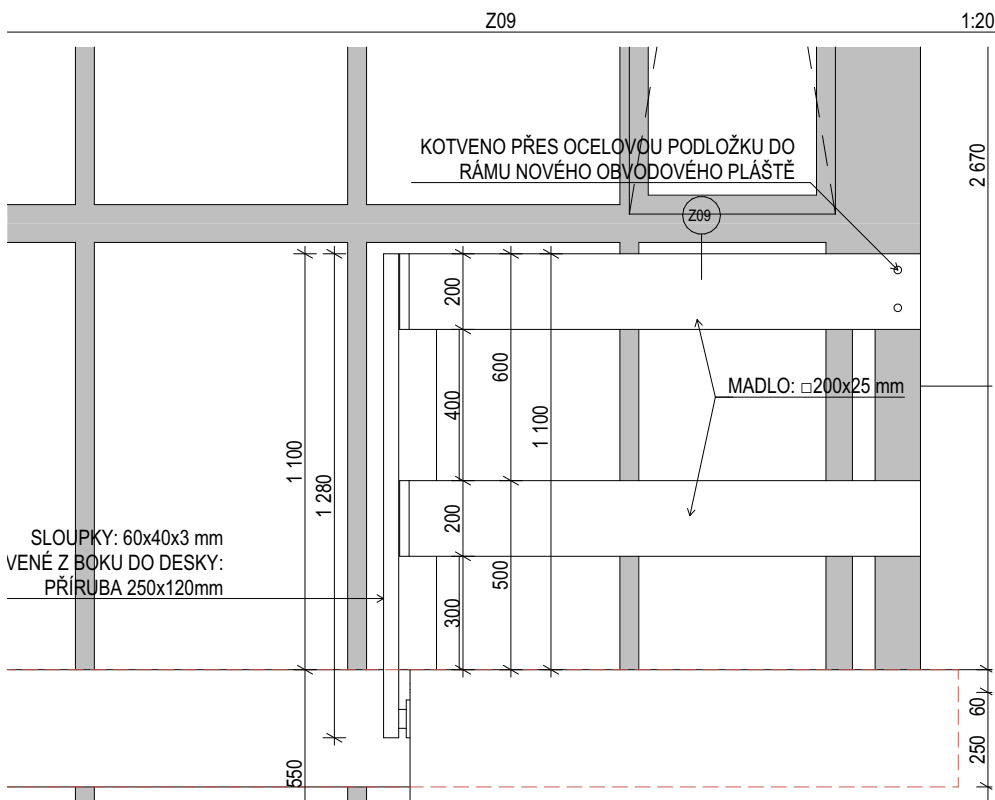 Z09
1:20
KOTVENO PŘES OCELOVOU PODLOŽKU DO
RÁMU NOVÉHO OBVODOVÉHO PLÁŠTĚ
2 670
Z09
200
600
400
MADLO: □200x25 mm
1 100
1 100
1 280
200
SLOUPKY: 60x40x3 mm
VENÉ Z BOKU DO DESKY:
PŘÍRUBA 250x120mm
500
300
60
250
550